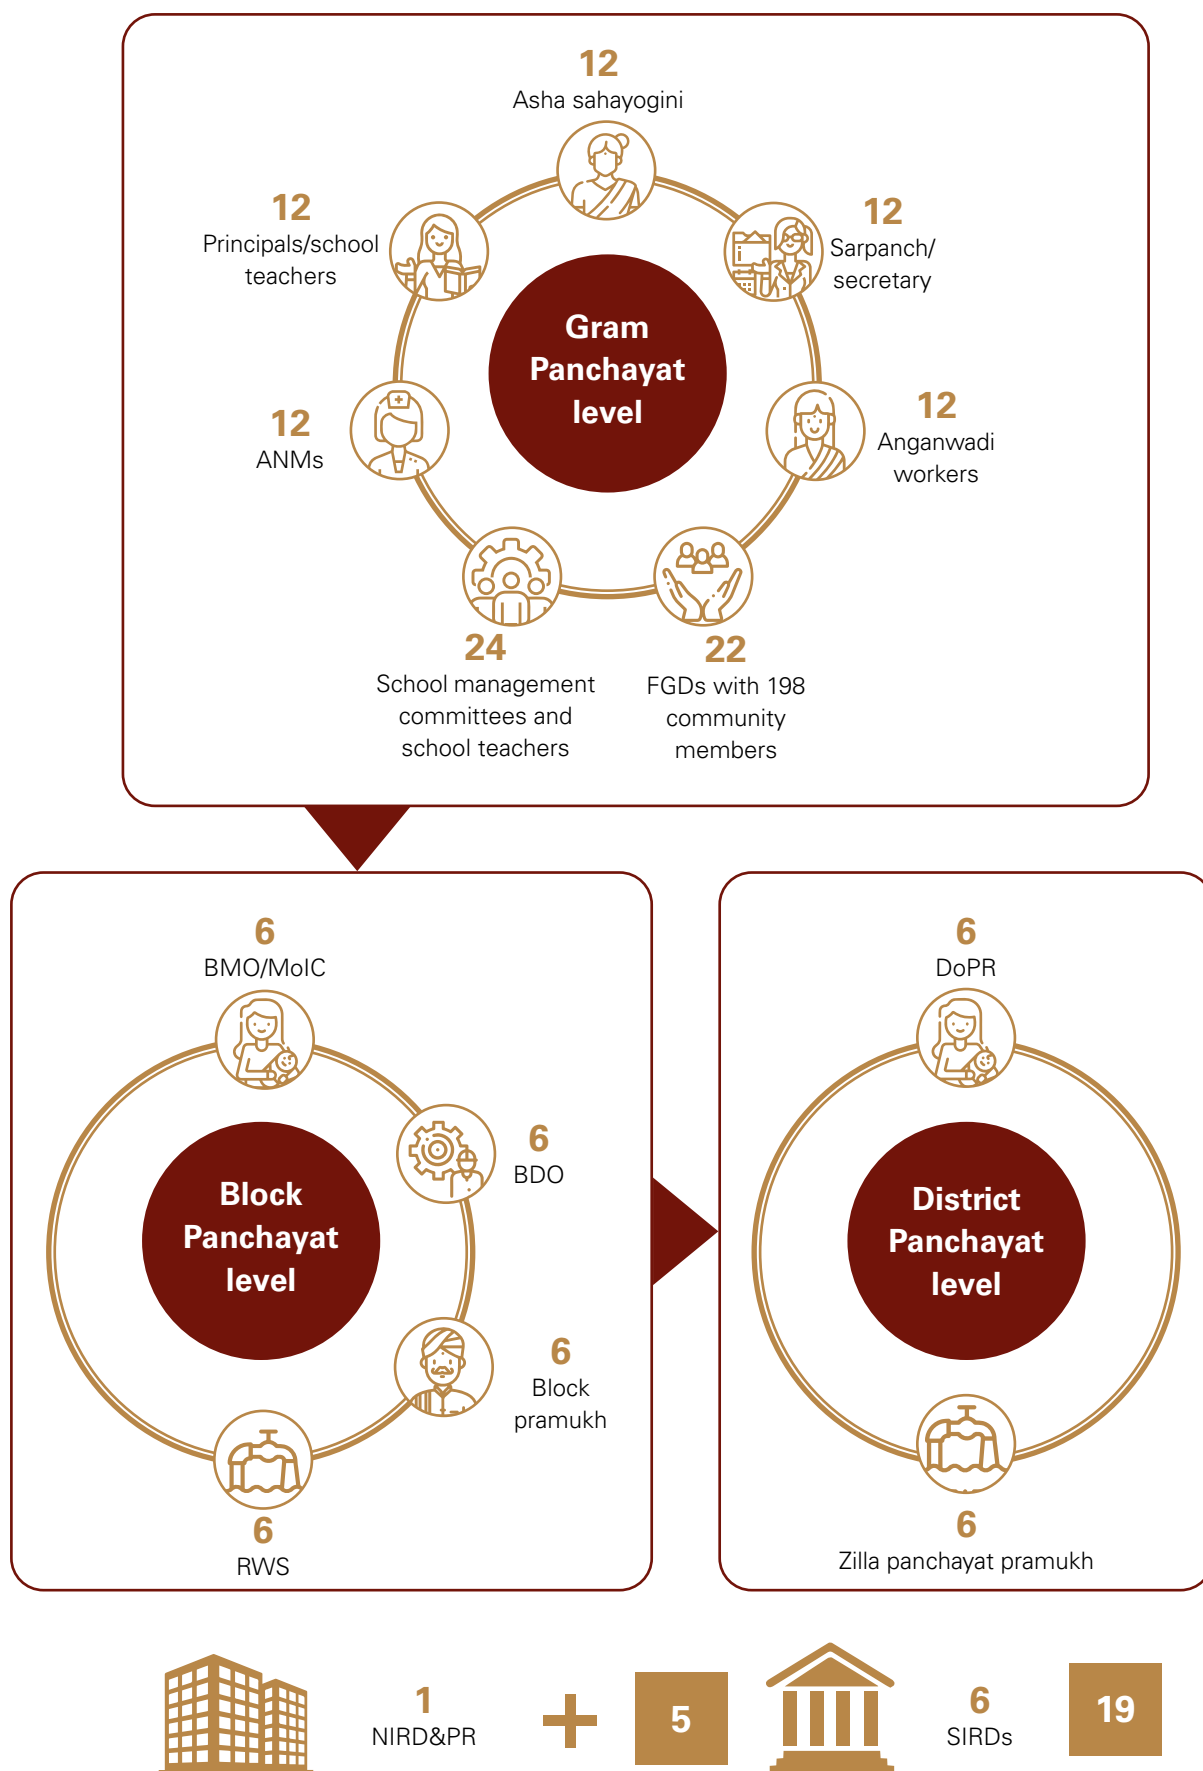 12
Asha sahayogini
12
Principals/school
teachers
12
Sarpanch/
secretary
Gram
Panchayat
level
12
ANMs
12
Anganwadi
workers
24
School management
committees and
school teachers
22
FGDs with 198
community
members
6
BMO/MoIC
6
BDO
Block
Panchayat
level
6
Block
pramukh
6
RWS
6
DoPR
District
Panchayat
level
6
Zilla panchayat pramukh
1
NIRD&PR
+
5
6
SIRDs
19